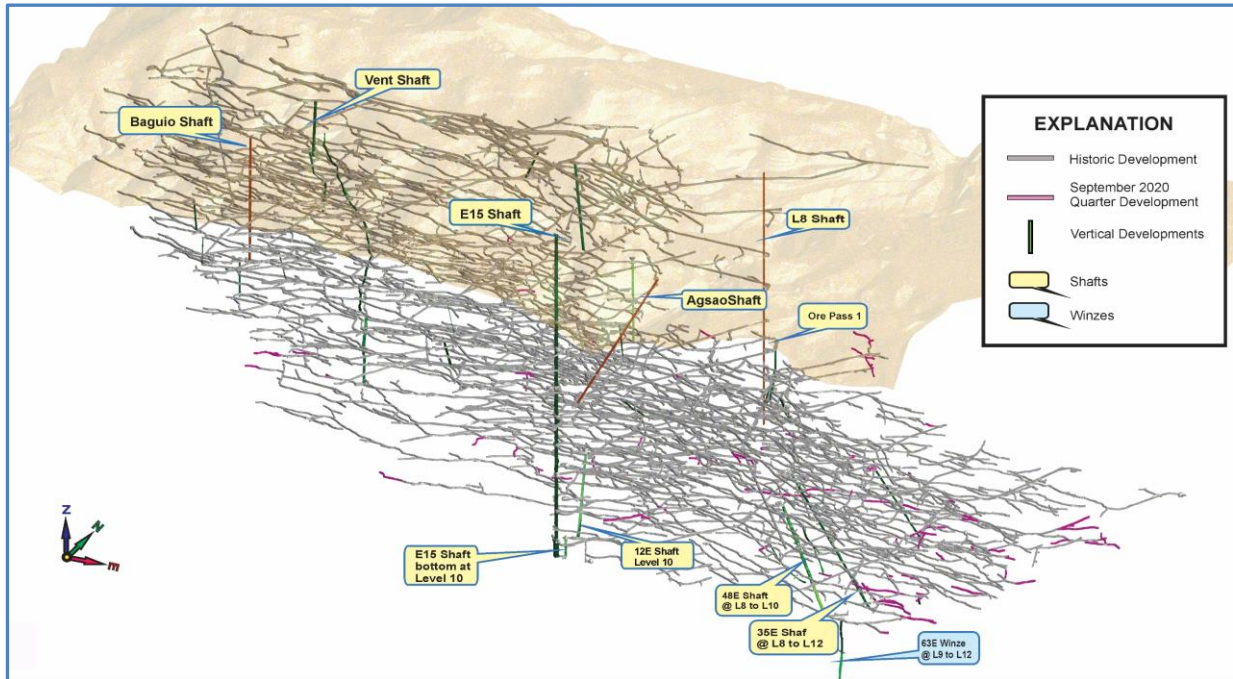 Vent Shaft
Baguio Shaft
E15 Shaft
L8 Shaft
AgsaoShaft
Ore Pass 1
E15 Shaft
bottom at
Level 10
12E Shaft
Level 10
48E Shaft
@ L8 to L10
35E Shaf
@ L8 to L12
63E Winze
@ L9 to L12
Z
N
E
EXPLANATION
Historic Development
September 2020
Quarter Development
Vertical Developments
Shafts
Winzes